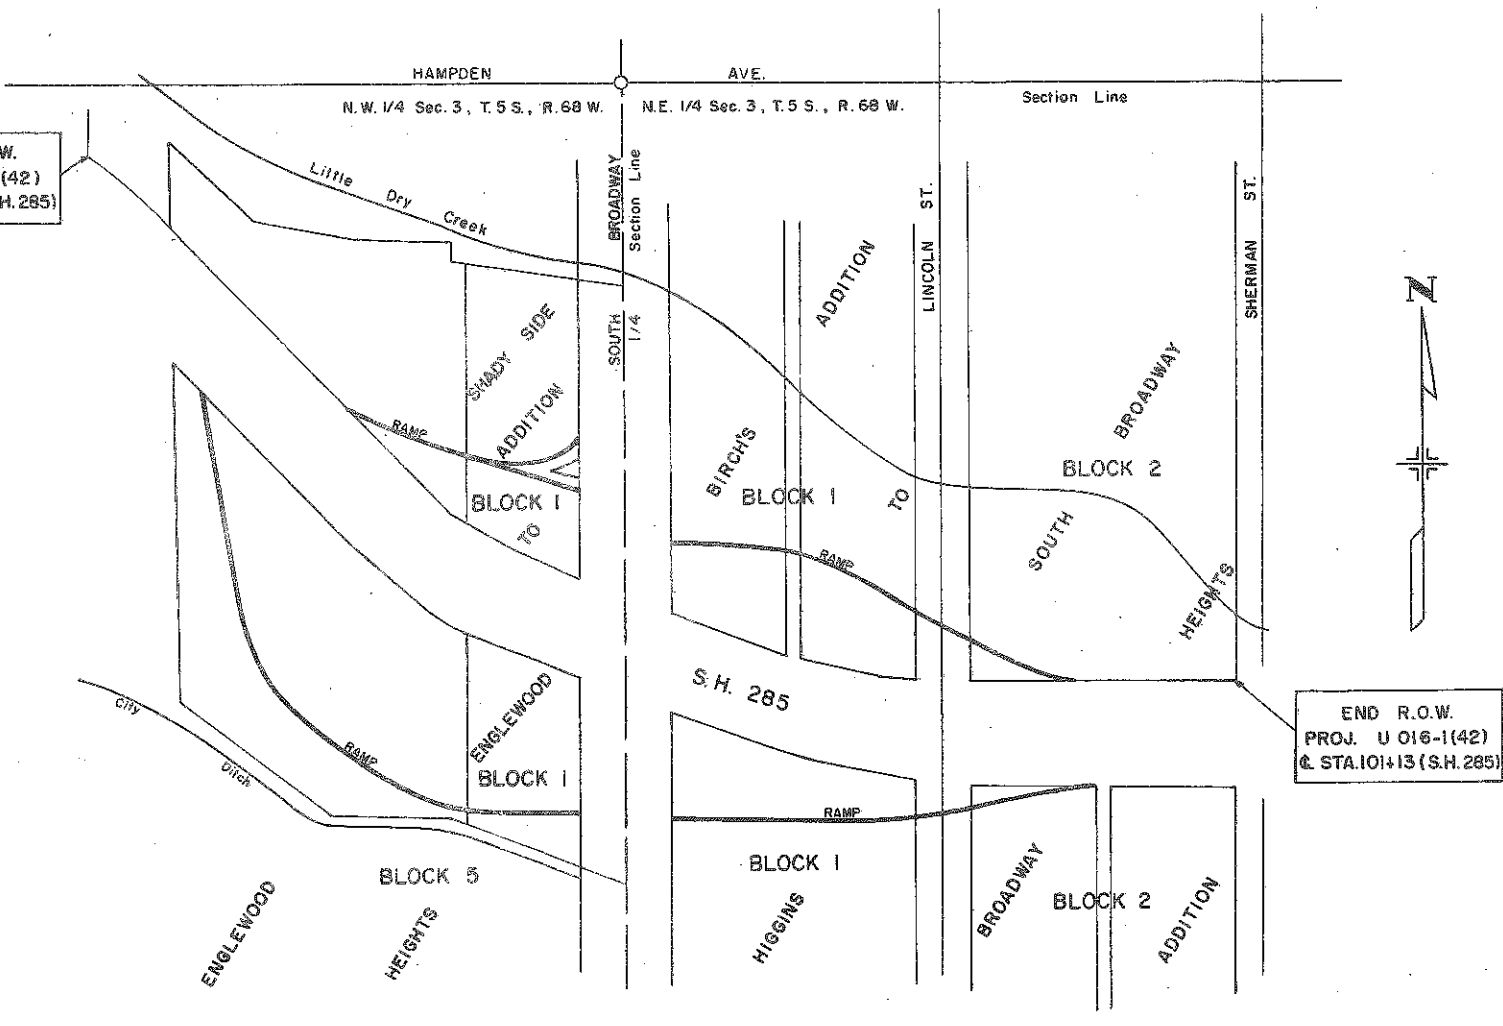 HAMPDEN AVE.
N.W. 1/4 Sec. 3, T. 5 S., R. 68 W. N.E. 1/4 Sec. 3, T. 5 S., R. 68 W.
Section Line
W.
(42)
H. 285)
Little Dry Creek
BROADWAY
Section Line
SOUTH
1/4
LINCOLN ST.
SHERMAN ST.
N
SHADY SIDE
ADDITION
TO
ENGLEWOOD
RAMP
BLOCK 1
BIRCH'S
ADDITION
TO
BLOCK 1
RAMP
SOUTH
BROADWAY
HEIGHTS
BLOCK 2
S. H. 285
END R.O.W.
PROJ. U 016-1(42)
℄ STA. 101+13 (S.H. 285)
City Ditch
RAMP
BLOCK 1
RAMP
BLOCK 5
ENGLEWOOD
HEIGHTS
BLOCK 1
HIGGINS
BROADWAY
ADDITION
BLOCK 2